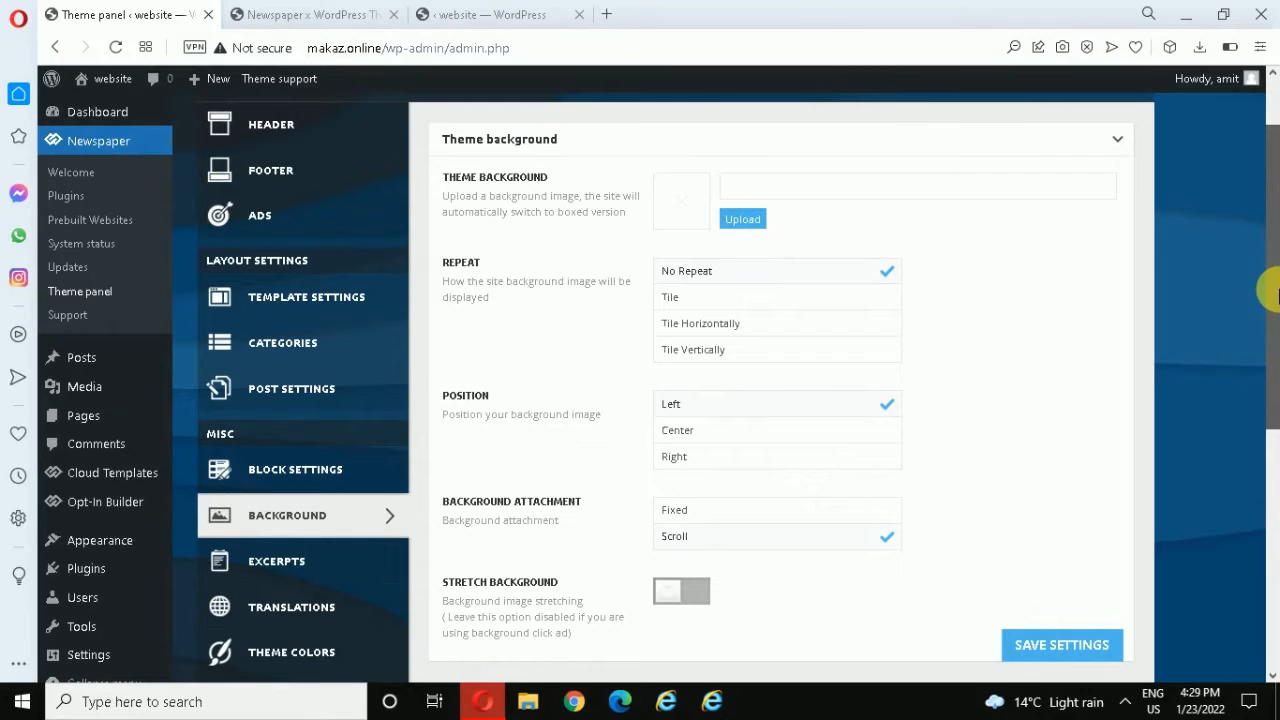 Theme panel ‹ website — W
Newspaper x WordPress Th
‹ website — WordPress
VPN
Not secure
makaz.online/wp-admin/admin.php
website
0
New
Theme support
Howdy, amit
Dashboard
Newspaper
Welcome
Plugins
Prebuilt Websites
System status
Updates
Theme panel
Support
Posts
Media
Pages
Comments
Cloud Templates
Opt-In Builder
Appearance
Plugins
Users
Tools
Settings
HEADER
FOOTER
ADS
LAYOUT SETTINGS
TEMPLATE SETTINGS
CATEGORIES
POST SETTINGS
MISC
BLOCK SETTINGS
BACKGROUND
EXCERPTS
TRANSLATIONS
THEME COLORS
Theme background
THEME BACKGROUND
Upload a background image, the site will
automatically switch to boxed version
Upload
REPEAT
How the site background image will be
displayed
No Repeat
Tile
Tile Horizontally
Tile Vertically
POSITION
Position your background image
Left
Center
Right
BACKGROUND ATTACHMENT
Background attachment
Fixed
Scroll
STRETCH BACKGROUND
Background image stretching
( Leave this option disabled if you are
using background click ad)
SAVE SETTINGS
Type here to search
14°C Light rain
ENG
US
4:29 PM
1/23/2022